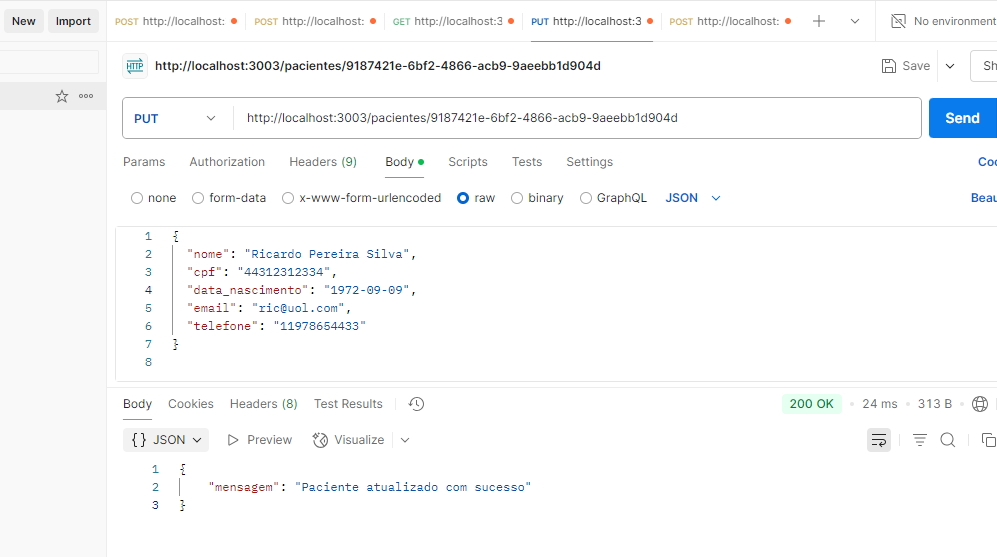 New Import POST http://localhost: POST http://localhost: GET http://localhost:3 PUT http://localhost:3 POST http://localhost: No environment
HTTP http://localhost:3003/pacientes/9187421e-6bf2-4866-acb9-9aeebb1d904d Save Sh
PUT http://localhost:3003/pacientes/9187421e-6bf2-4866-acb9-9aeebb1d904d Send
Params Authorization Headers (9) Body Scripts Tests Settings Coo
none form-data x-www-form-urlencoded raw binary GraphQL JSON Beau
1 {
2 "nome": "Ricardo Pereira Silva",
3 "cpf": "44312312334",
4 "data_nascimento": "1972-09-09",
5 "email": "ric@uol.com",
6 "telefone": "11978654433"
7 }
8
Body Cookies Headers (8) Test Results 200 OK • 24 ms • 313 B •
{} JSON Preview Visualize
1 {
2 "mensagem": "Paciente atualizado com sucesso"
3 }